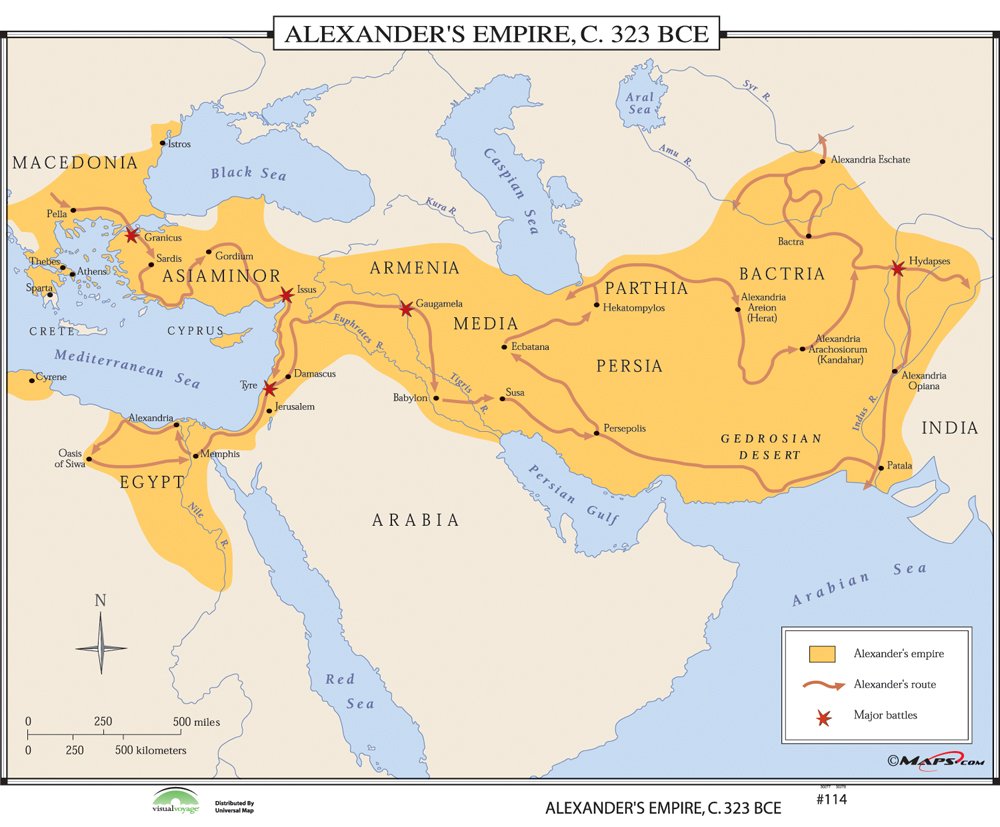 ALEXANDER'S EMPIRE, C. 323 BCE
Aral
Sea
Syr R.
Istros
MACEDONIA
Black Sea
Caspian Sea
Amu R.
Alexandria Eschate
Kura R.
Pella
Granicus
Bactra
Thebes
Athens
Sardis
Gordium
ASIAMINOR
ARMENIA
PARTHIA
BACTRIA
Hydapses
Sparta
Issus
Gaugamela
Hekatompylos
Alexandria
Areion
(Herat)
CRETE
CYPRUS
Euphrates R.
MEDIA
Ecbatana
PERSIA
Alexandria
Arachosiorum
(Kandahar)
Mediterranean Sea
Cyrene
Tyre
Damascus
Tigris
R.
Alexandria
Opiana
Jerusalem
Babylon
Susa
Alexandria
Persepolis
Indus R.
INDIA
Oasis
of Siwa
Memphis
GEDROSIAN
DESERT
Patala
EGYPT
Nile
R.
Persian Gulf
ARABIA
Arabian Sea
N
Red
Sea
Alexander's empire
Alexander's route
Major battles
0 250 500 miles
0 250 500 kilometers
©MAPS.COM
visualvoyage
Distributed By
Universal Map
ALEXANDER'S EMPIRE, C. 323 BCE
#114